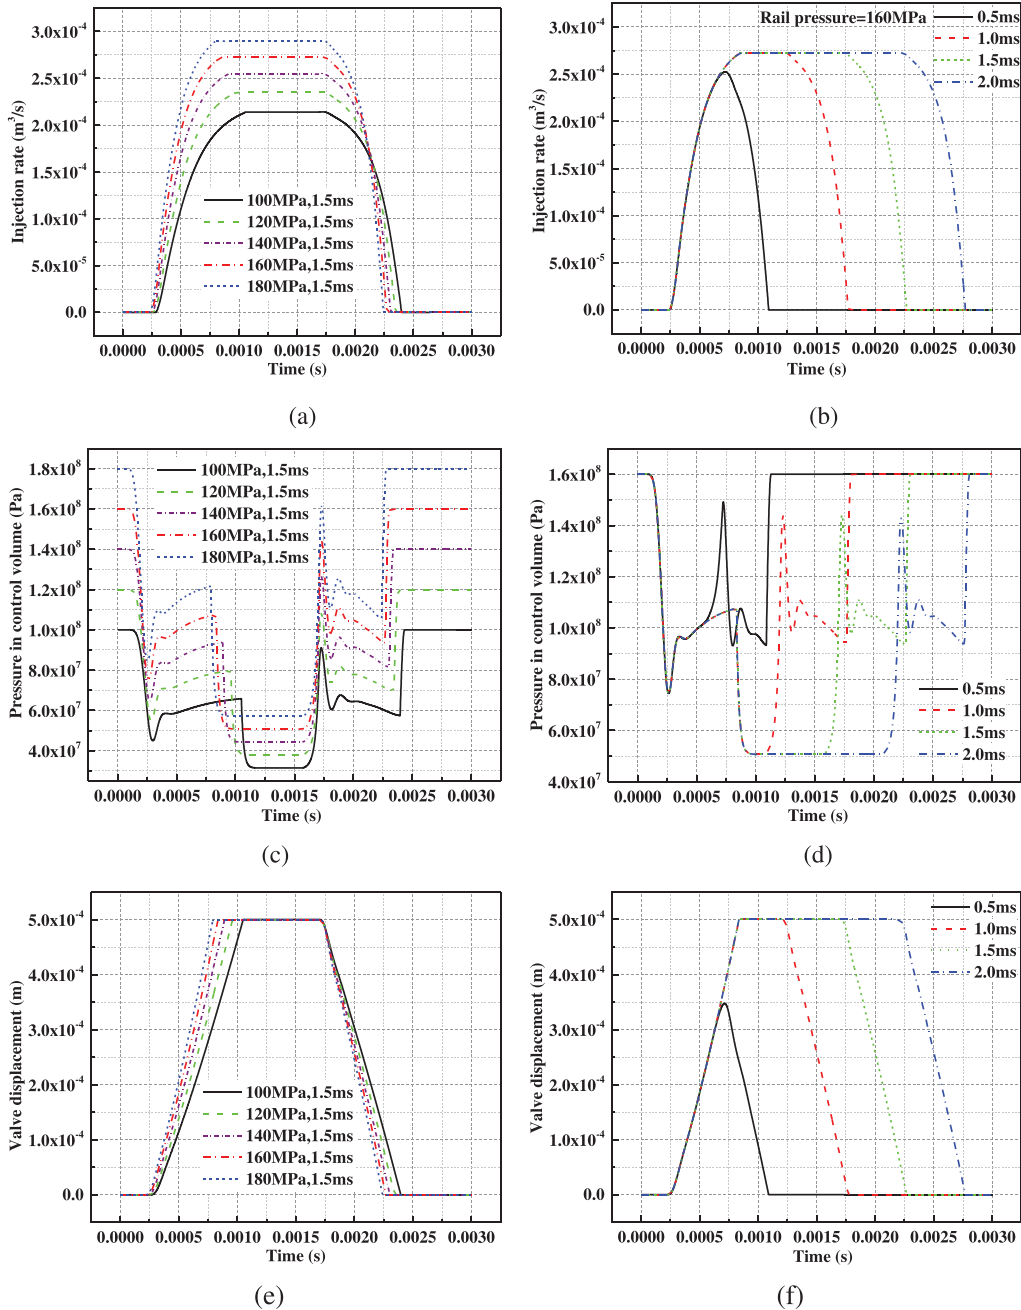 3.0x10⁻⁴
2.5x10⁻⁴
2.0x10⁻⁴
1.5x10⁻⁴
1.0x10⁻⁴
5.0x10⁻⁵
0.0
Injection rate (m³/s)
100MPa,1.5ms
120MPa,1.5ms
140MPa,1.5ms
160MPa,1.5ms
180MPa,1.5ms
0.0000 0.0005 0.0010 0.0015 0.0020 0.0025 0.0030
Time (s)
(a)
3.0x10⁻⁴
2.5x10⁻⁴
2.0x10⁻⁴
1.5x10⁻⁴
1.0x10⁻⁴
5.0x10⁻⁵
0.0
Injection rate (m³/s)
Rail pressure=160MPa
0.5ms
1.0ms
1.5ms
2.0ms
0.0000 0.0005 0.0010 0.0015 0.0020 0.0025 0.0030
Time (s)
(b)
1.8x10⁸
1.6x10⁸
1.4x10⁸
1.2x10⁸
1.0x10⁸
8.0x10⁷
6.0x10⁷
4.0x10⁷
Pressure in control volume (Pa)
100MPa,1.5ms
120MPa,1.5ms
140MPa,1.5ms
160MPa,1.5ms
180MPa,1.5ms
0.0000 0.0005 0.0010 0.0015 0.0020 0.0025 0.0030
Time (s)
(c)
1.6x10⁸
1.4x10⁸
1.2x10⁸
1.0x10⁸
8.0x10⁷
6.0x10⁷
4.0x10⁷
Pressure in control volume (Pa)
0.5ms
1.0ms
1.5ms
2.0ms
0.0000 0.0005 0.0010 0.0015 0.0020 0.0025 0.0030
Time (s)
(d)
5.0x10⁻⁴
4.0x10⁻⁴
3.0x10⁻⁴
2.0x10⁻⁴
1.0x10⁻⁴
0.0
Valve displacement (m)
100MPa,1.5ms
120MPa,1.5ms
140MPa,1.5ms
160MPa,1.5ms
180MPa,1.5ms
0.0000 0.0005 0.0010 0.0015 0.0020 0.0025 0.0030
Time (s)
(e)
5.0x10⁻⁴
4.0x10⁻⁴
3.0x10⁻⁴
2.0x10⁻⁴
1.0x10⁻⁴
0.0
Valve displacement (m)
0.5ms
1.0ms
1.5ms
2.0ms
0.0000 0.0005 0.0010 0.0015 0.0020 0.0025 0.0030
Time (s)
(f)